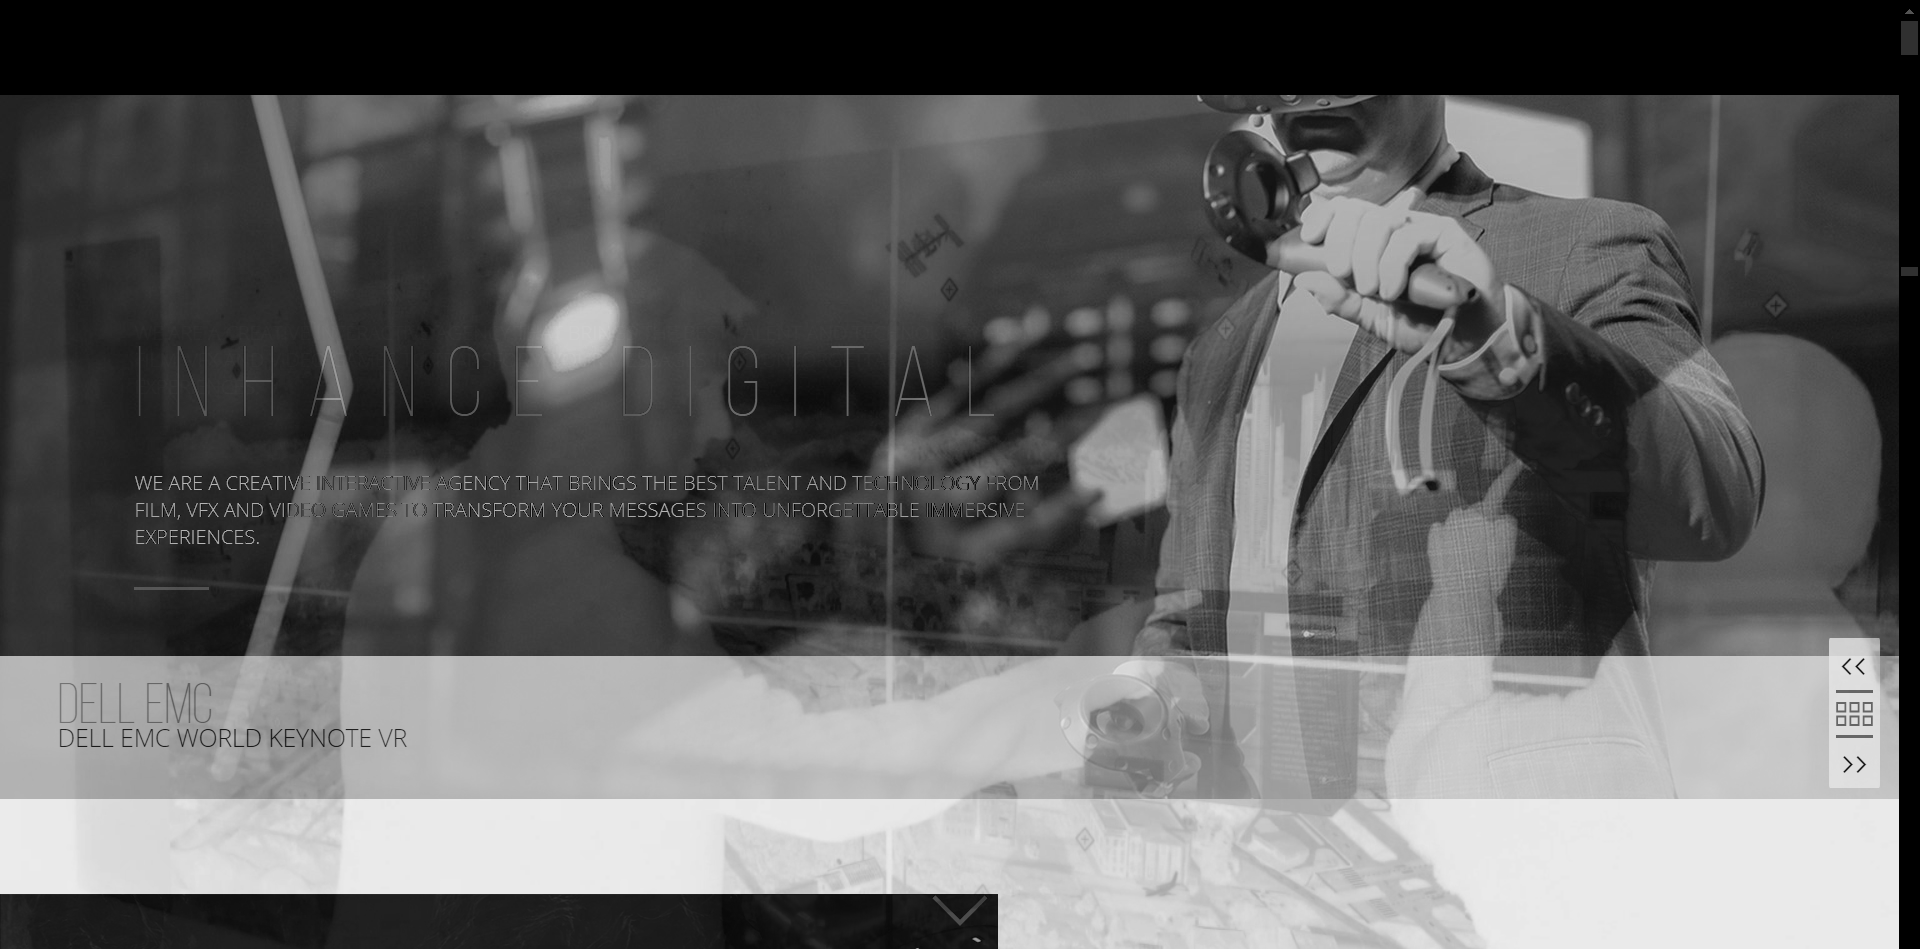 INHANCE DIGITAL
WE ARE A CREATIVE INTERACTIVE AGENCY THAT BRINGS THE BEST TALENT AND TECHNOLOGY FROM
FILM, VFX AND VIDEO GAMES TO TRANSFORM YOUR MESSAGES INTO UNFORGETTABLE IMMERSIVE
EXPERIENCES.
DELL EMC
DELL EMC WORLD KEYNOTE VR